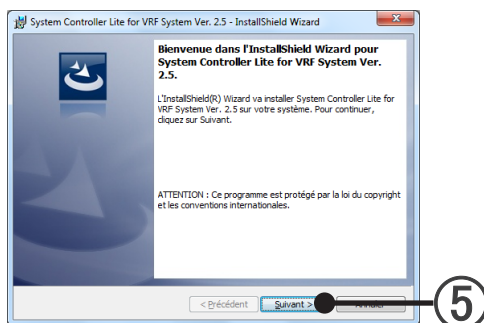 System Controller Lite for VRF System Ver. 2.5 - InstallShield Wizard
Bienvenue dans l'InstallShield Wizard pour
System Controller Lite for VRF System Ver.
2.5.
L'InstallShield(R) Wizard va installer System Controller Lite for
VRF System Ver. 2.5 sur votre système. Pour continuer,
cliquez sur Suivant.
ATTENTION : Ce programme est protégé par la loi du copyright
et les conventions internationales.
< Précédent Suivant >
5